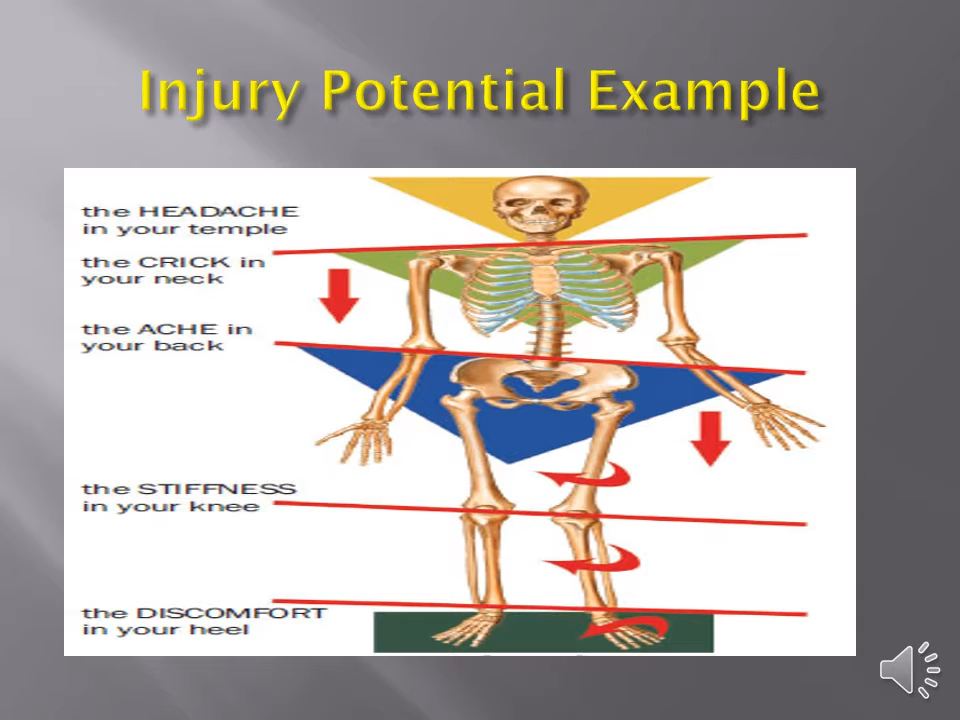 Injury Potential Example
the HEADACHE
in your temple
the CRICK in
your neck
the ACHE in
your back
the STIFFNESS
in your knee
the DISCOMFORT
in your heel